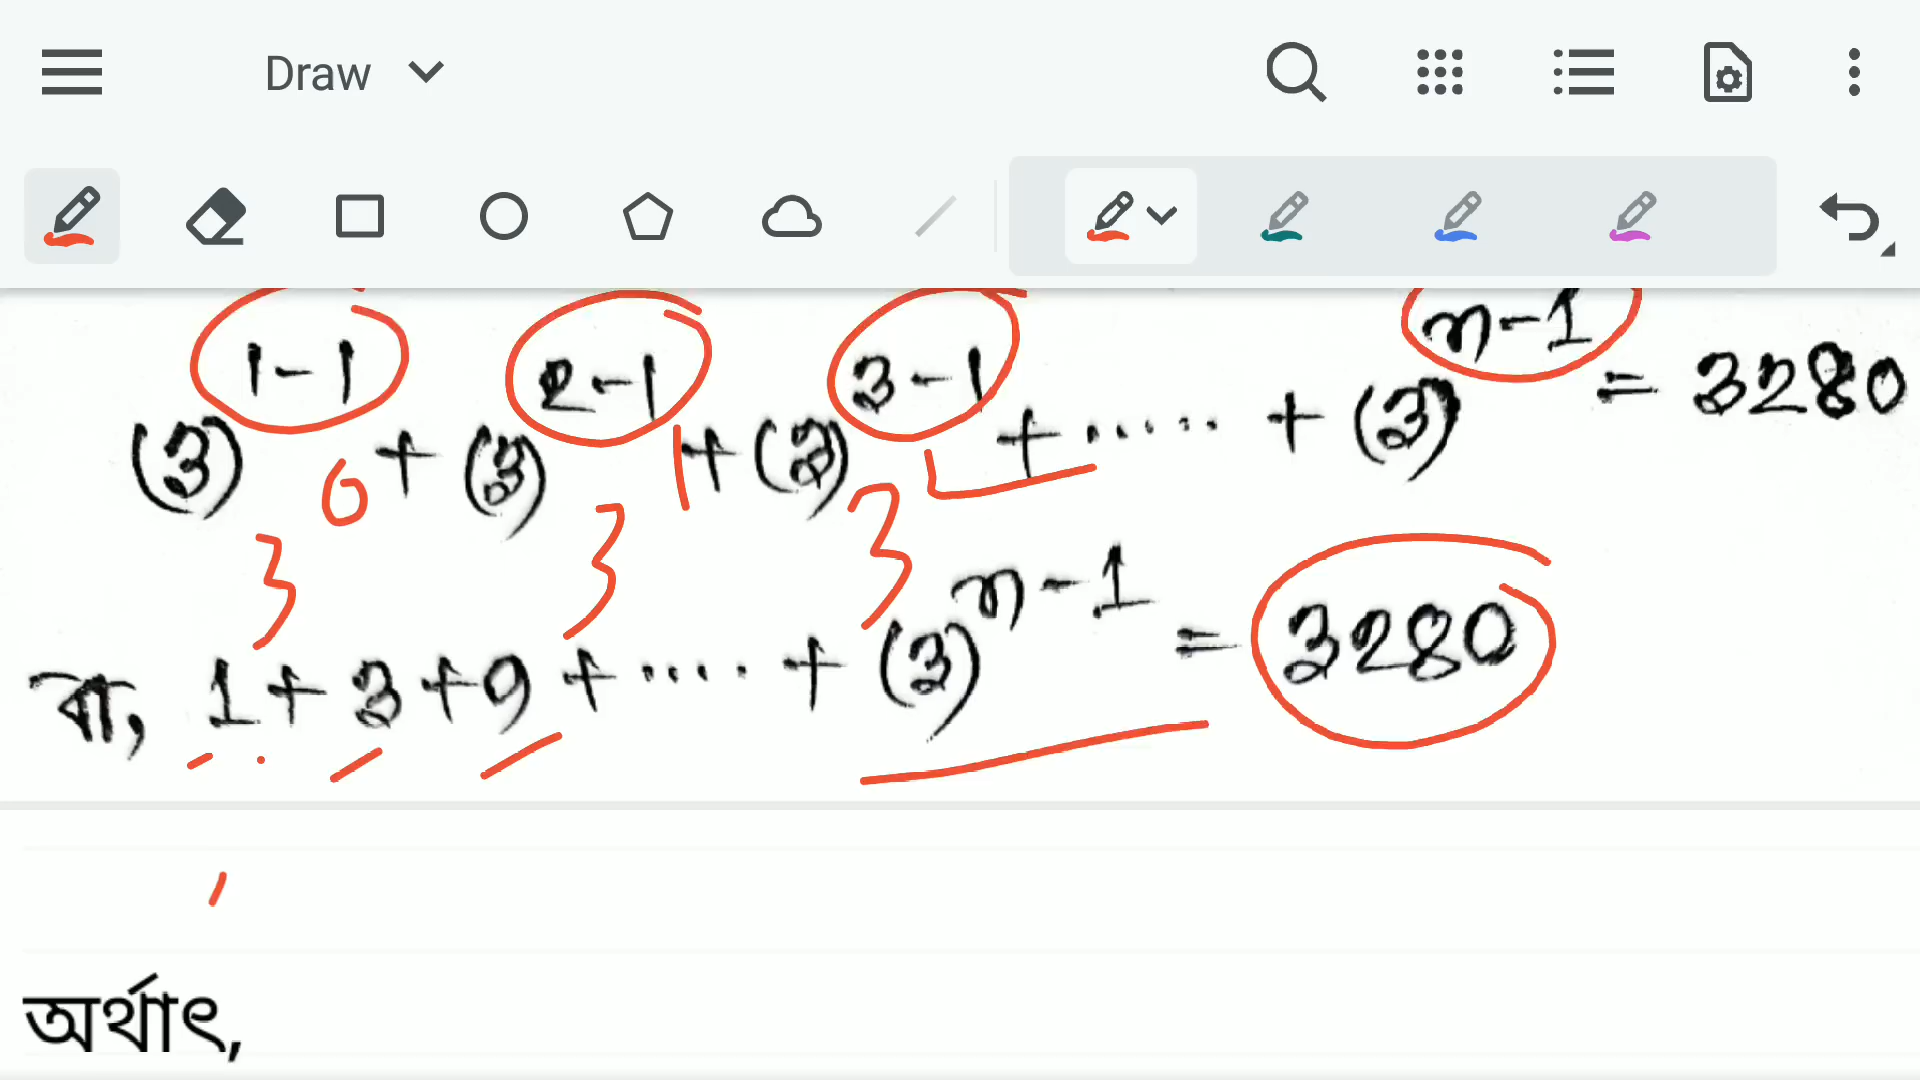 Draw
(3)^{1-1} + (3)^{2-1} + (3)^{3-1} + ..... + (3)^{n-1} = 3280
3^0 3^1 3
বা, 1 + 3 + 9 + .... + (3)^{n-1} = 3280
অর্থাৎ,